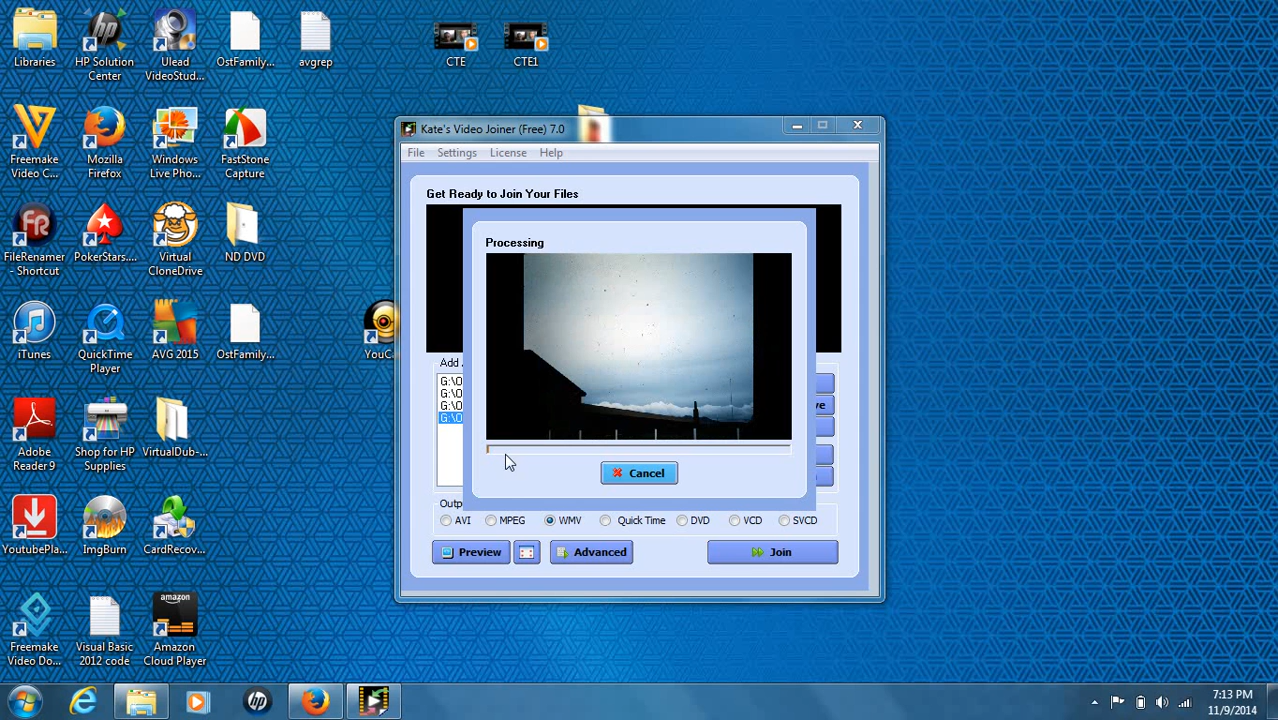 Libraries
HP Solution
Center
Ulead
VideoStud...
OstFamily...
avgrep
CTE
CTE1
Freemake
Video C...
Mozilla
Firefox
Windows
Live Pho...
FastStone
Capture
FileRenamer
- Shortcut
PokerStars....
Virtual
CloneDrive
ND DVD
iTunes
QuickTime
Player
AVG 2015
OstFamily...
YouCa
Adobe
Reader 9
Shop for HP
Supplies
VirtualDub-...
YoutubePla...
ImgBurn
CardRecov...
Freemake
Video Do...
Visual Basic
2012 code
amazon
Amazon
Cloud Player
Kate's Video Joiner (Free) 7.0
File Settings License Help
Get Ready to Join Your Files
Processing
Add
G:\O
G:\O
G:\O
G:\O
ve
Cancel
Outp
AVI MPEG WMV Quick Time DVD VCD SVCD
Preview Advanced Join
7:13 PM
11/9/2014